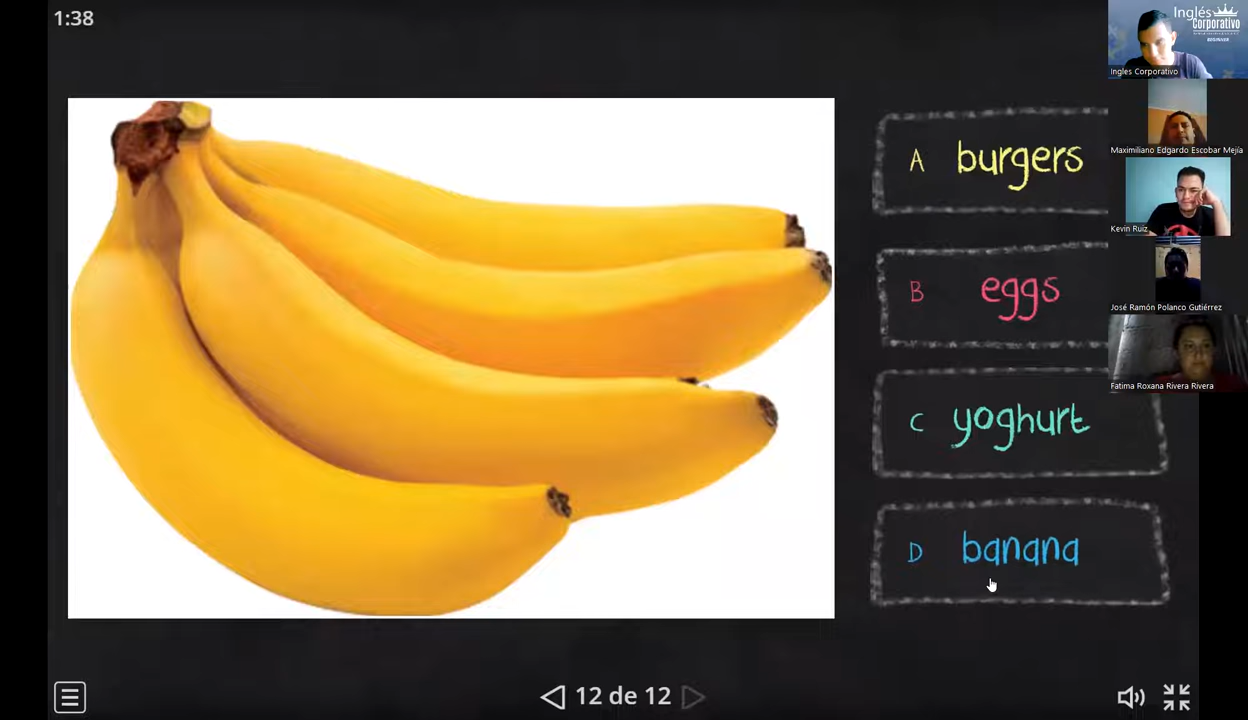 1:38
Inglés
Corporativo
BEGINNER
Ingles Corporativo
Maximiliano Edgardo Escobar Mejía
Kevin Ruiz
José Ramón Polanco Gutiérrez
Fatima Roxana Rivera Rivera
A burgers
B eggs
C yoghurt
D banana
12 de 12